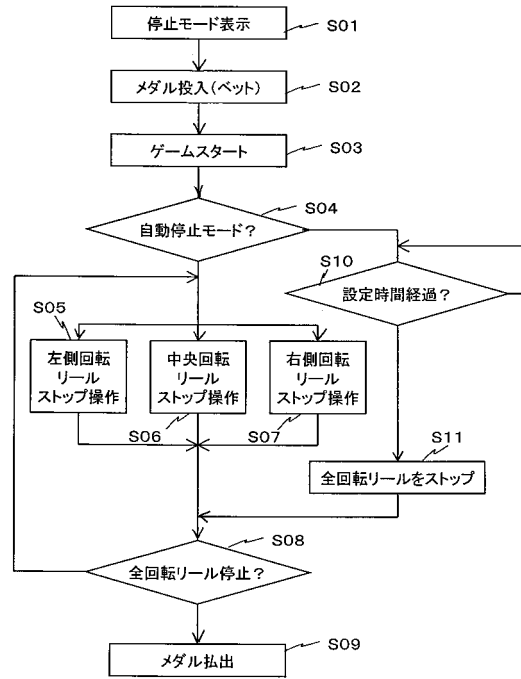 停止モード表示
S01
メダル投入(ベット)
S02
ゲームスタート
S03
S04
自動停止モード?
S10
設定時間経過?
S05
左側回転
リール
ストップ操作
中央回転
リール
ストップ操作
右側回転
リール
ストップ操作
S06
S07
S11
全回転リールをストップ
S08
全回転リール停止?
S09
メダル払出